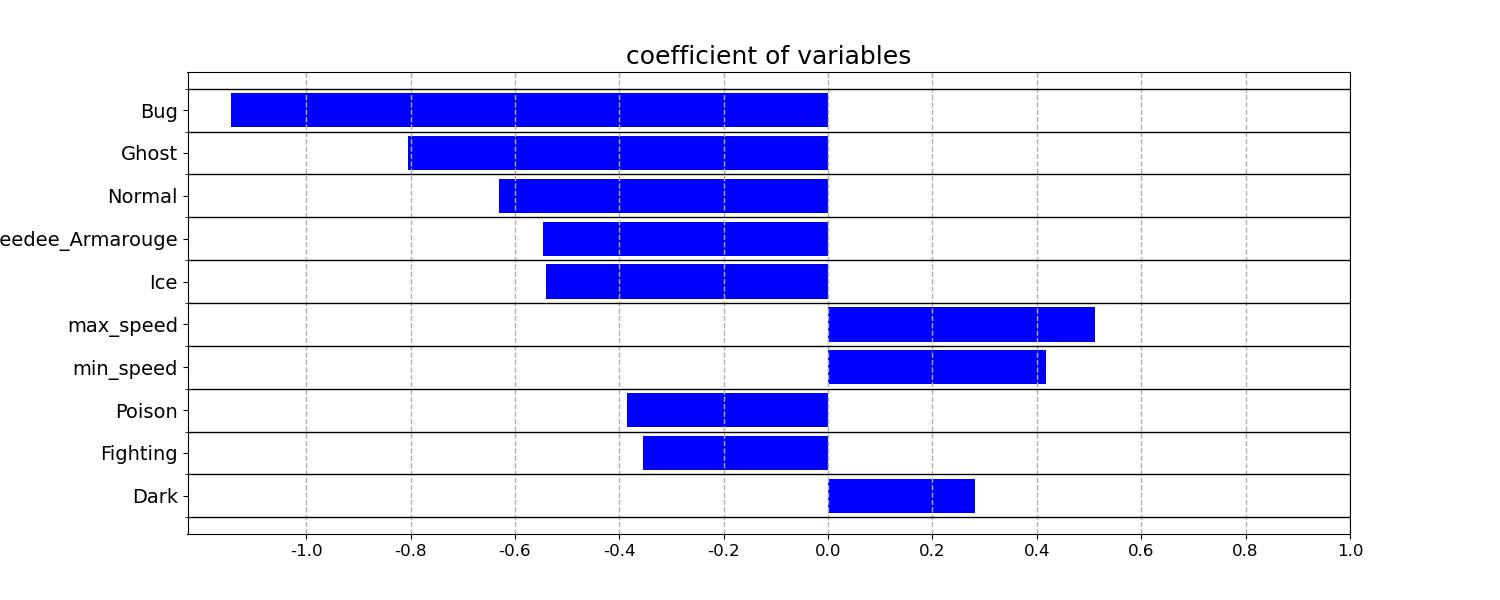 coefficient of variables
Bug
Ghost
Normal
eedee_Armarouge
Ice
max_speed
min_speed
Poison
Fighting
Dark
-1.0 -0.8 -0.6 -0.4 -0.2 0.0 0.2 0.4 0.6 0.8 1.0